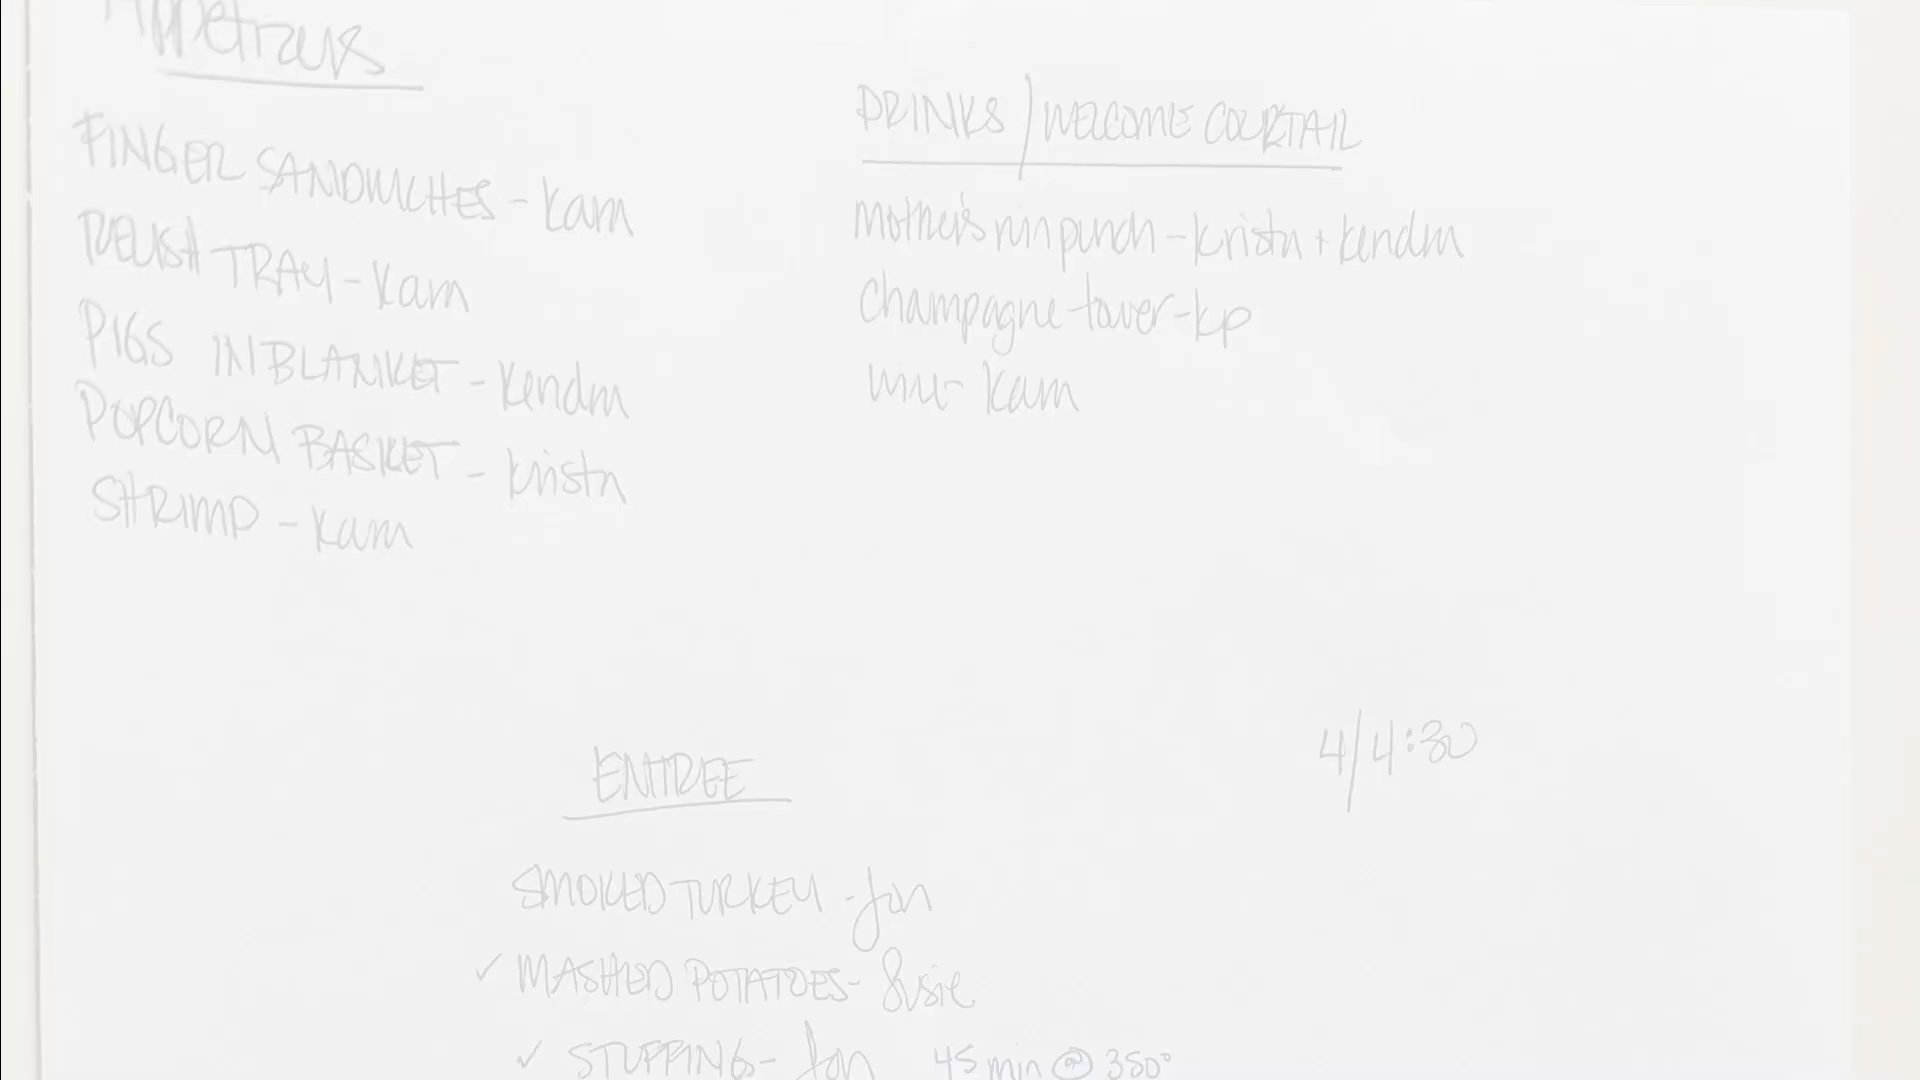 Appetizers
FINGER SANDWICHES - Kam
RELISH TRAY - Kam
PIGS IN BLANKET - Kendra
POPCORN BASKET - Kristn
SHRIMP - Kam
DRINKS / WELCOME COCKTAIL
mother's rum punch - Kristn + Kendra
champagne tower - kp
wine - Kam
4/4:30
ENTREE
SMOKED TURKEY - Jon
✓ MASHED POTATOES - Susie
✓ STUFFING - Jon 45 min @ 350°